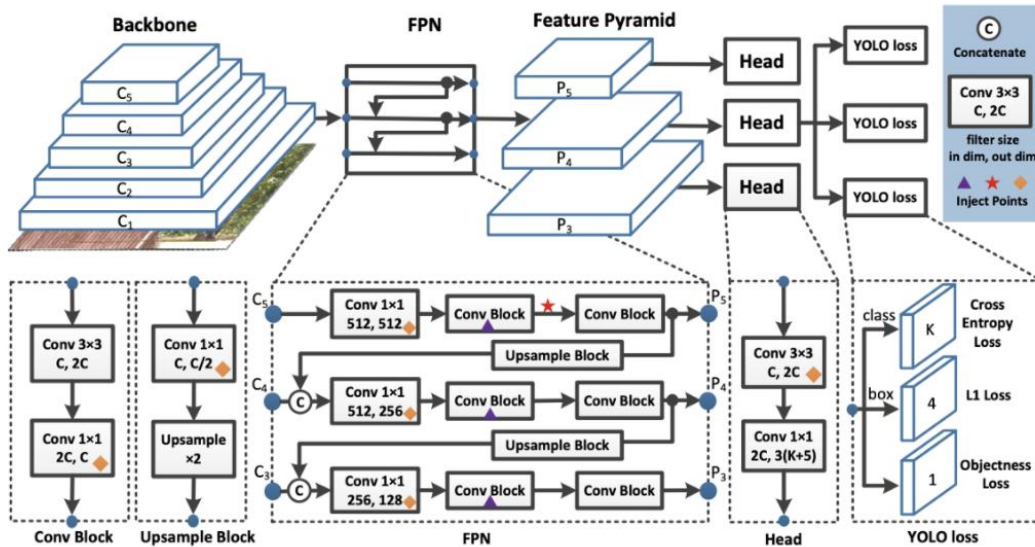 Backbone
FPN
Feature Pyramid
C5
C4
C3
C2
C1
P5
P4
P3
Head
Head
Head
YOLO loss
YOLO loss
YOLO loss
C
Concatenate
Conv 3×3
C, 2C
filter size
in dim, out dim
Inject Points
Conv 3×3
C, 2C
Conv 1×1
2C, C
Conv Block
Conv 1×1
C, C/2
Upsample
×2
Upsample Block
C5
Conv 1×1
512, 512
Conv Block
Conv Block
P5
Upsample Block
C4
C
Conv 1×1
512, 256
Conv Block
Conv Block
P4
Upsample Block
C3
C
Conv 1×1
256, 128
Conv Block
Conv Block
P3
FPN
Conv 3×3
C, 2C
Conv 1×1
2C, 3(K+5)
Head
class
K
Cross
Entropy
Loss
box
4
L1 Loss
1
Objectness
Loss
YOLO loss